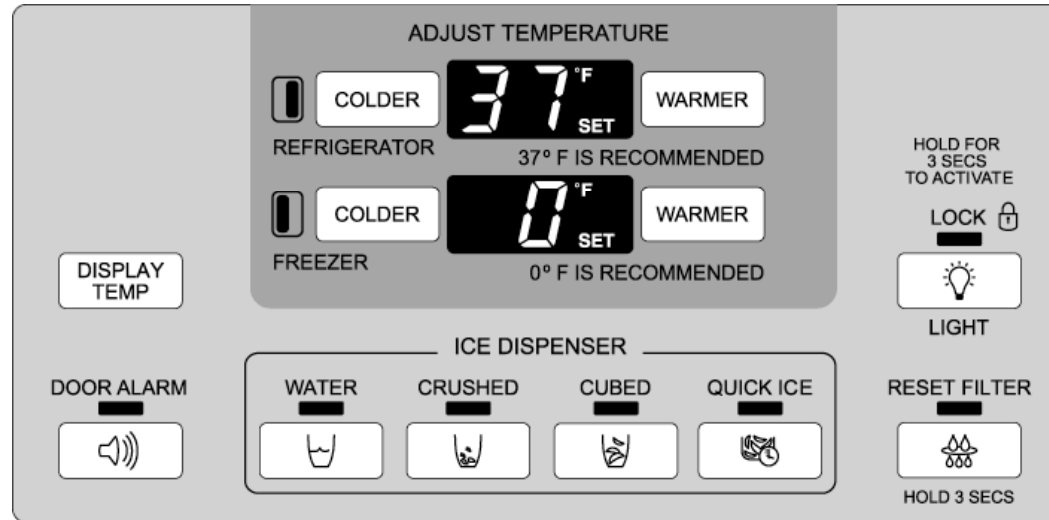 ADJUST TEMPERATURE
COLDER
37 °F SET
WARMER
REFRIGERATOR
37° F IS RECOMMENDED
COLDER
0 °F SET
WARMER
FREEZER
0° F IS RECOMMENDED
HOLD FOR
3 SECS
TO ACTIVATE
LOCK
LIGHT
DISPLAY
TEMP
ICE DISPENSER
DOOR ALARM
WATER
CRUSHED
CUBED
QUICK ICE
RESET FILTER
HOLD 3 SECS